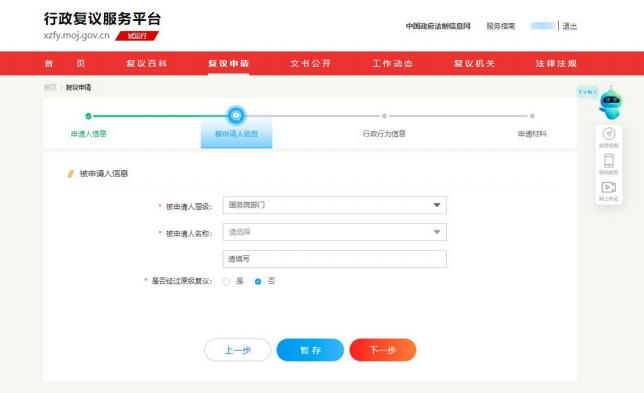 行政复议服务平台
xzfy.moj.gov.cn 试运行
中国政府法制信息网 服务指南 退出
首 页 复议百科 复议申请 文书公开 工作动态 复议机关 法律法规
首页 > 复议申请
申请人信息 被申请人信息 行政行为信息 申请材料
被申请人信息
* 被申请人层级: 国务院部门
* 被申请人名称: 请选择
请填写
* 是否经过原级复议: 是 否
上一步 暂存 下一步